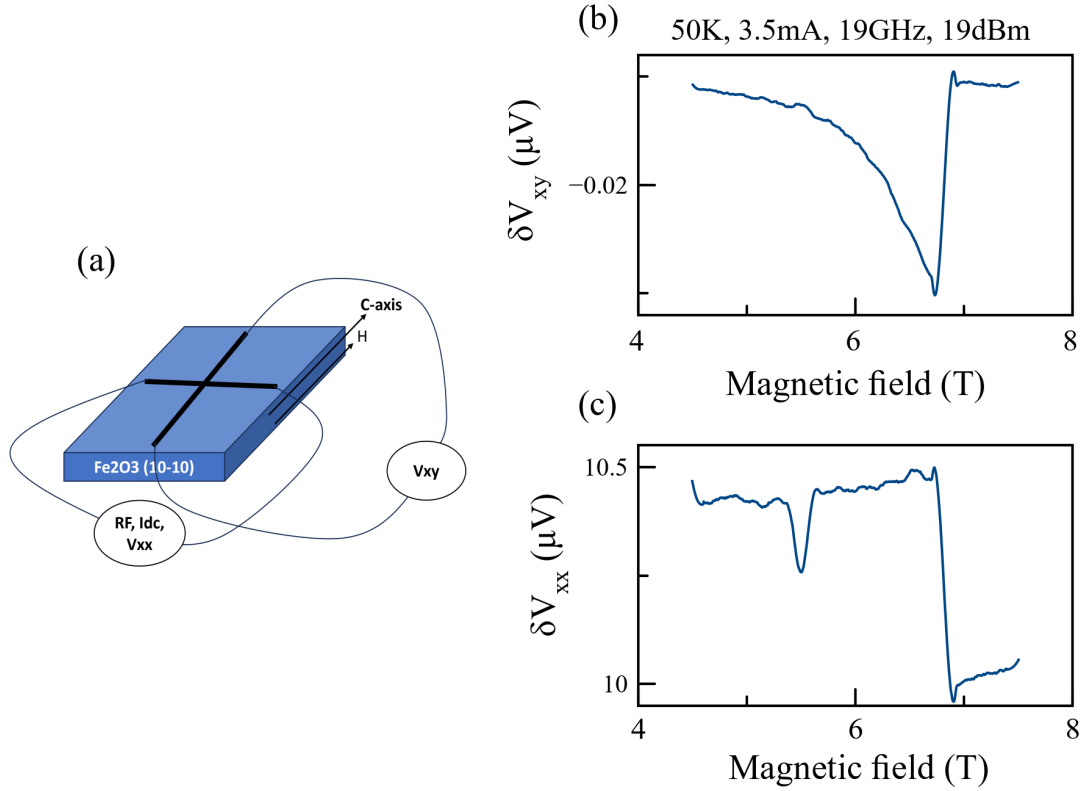 (a)
C-axis
H
Fe2O3 (10-10)
Vxy
RF, Idc,
Vxx
(b)
50K, 3.5mA, 19GHz, 19dBm
δVxy (μV)
−0.02
4
6
8
Magnetic field (T)
(c)
δVxx (μV)
10.5
10
4
6
8
Magnetic field (T)